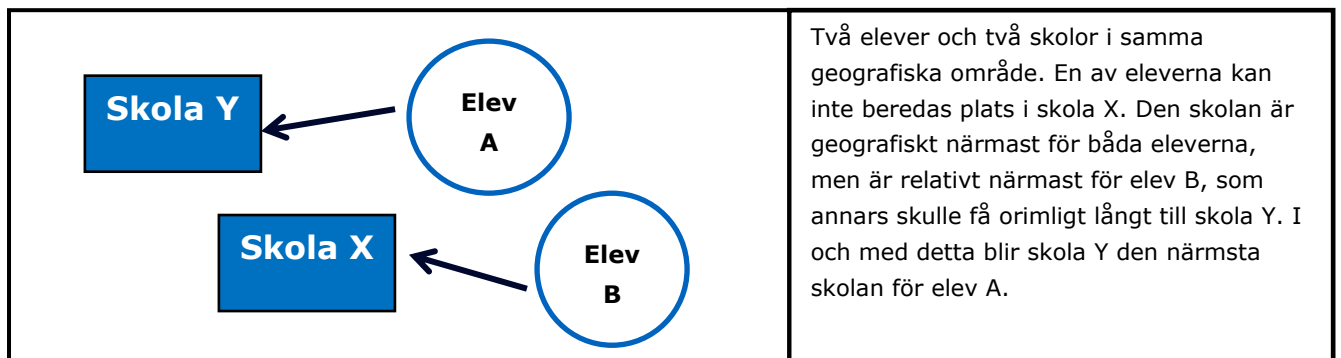 Skola Y
Elev
A
Skola X
Elev
B
Två elever och två skolor i samma
geografiska område. En av eleverna kan
inte beredas plats i skola X. Den skolan är
geografiskt närmast för båda eleverna,
men är relativt närmast för elev B, som
annars skulle få orimligt långt till skola Y. I
och med detta blir skola Y den närmsta
skolan för elev A.